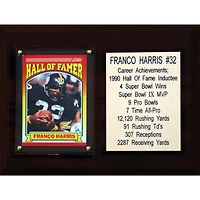 SCORE
HALL OF FAMER
32
FRANCO HARRIS
FRANCO HARRIS #32
Career Achievements:
1990 Hall Of Fame Inductee
4 Super Bowl Wins
Super Bowl IX MVP
9 Pro Bowls
7 Time All-Pro
12,120 Rushing Yards
91 Rushing Td's
307 Receptions
2287 Receiving Yards